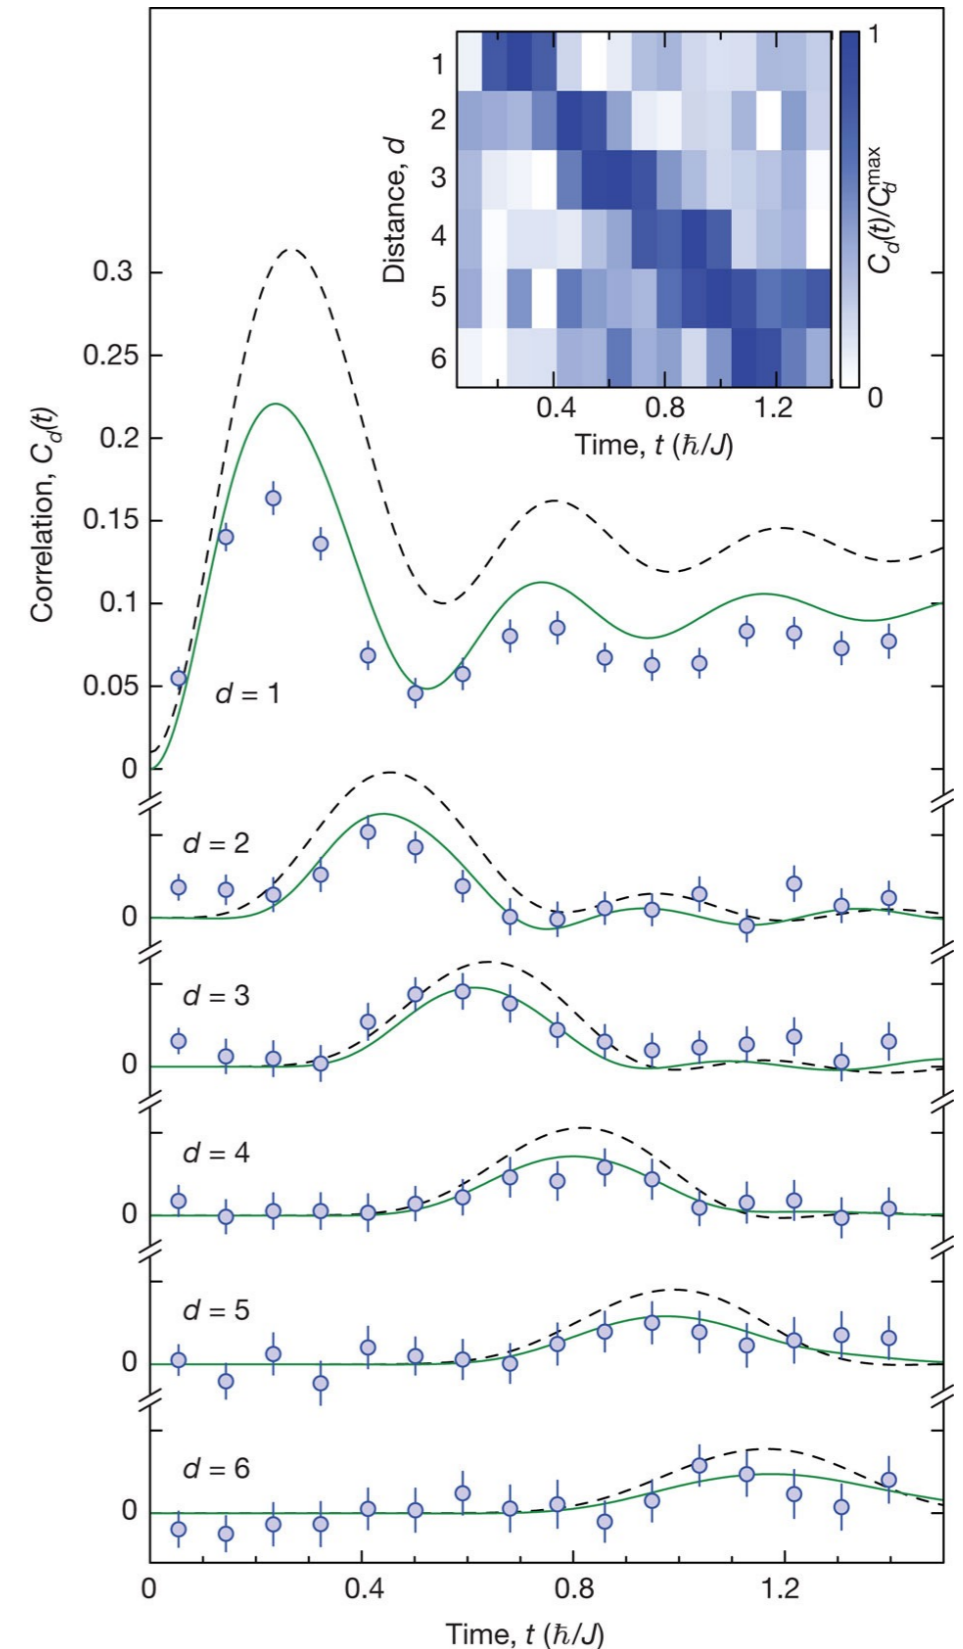 1
2
3
4
5
6
Distance, d
0.4 0.8 1.2
Time, t (ℏ/J)
1
0
C_d(t)/C_d^max
0.3
0.25
0.2
0.15
0.1
0.05
0
Correlation, C_d(t)
d = 1
d = 2
0
d = 3
0
d = 4
0
d = 5
0
d = 6
0
0 0.4 0.8 1.2
Time, t (ℏ/J)